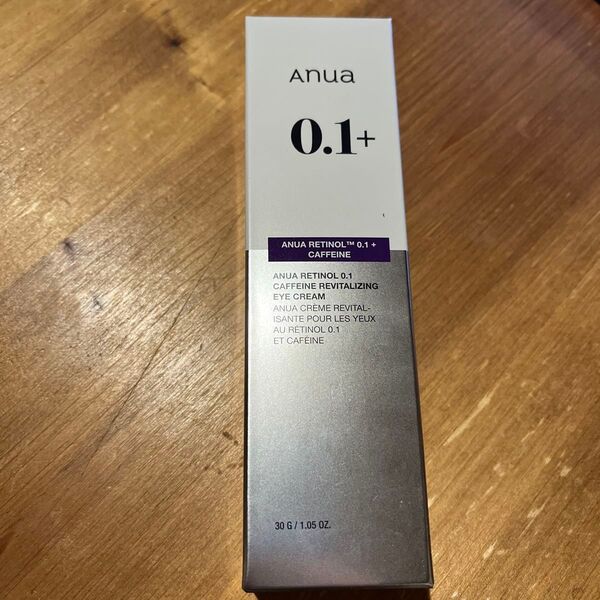 Anua
0.1+
ANUA RETINOL™ 0.1 +
CAFFEINE
ANUA RETINOL 0.1
CAFFEINE REVITALIZING
EYE CREAM
ANUA CRÈME REVITAL-
ISANTE POUR LES YEUX
AU RÉTINOL 0.1
ET CAFÉINE
30 G / 1.05 OZ.